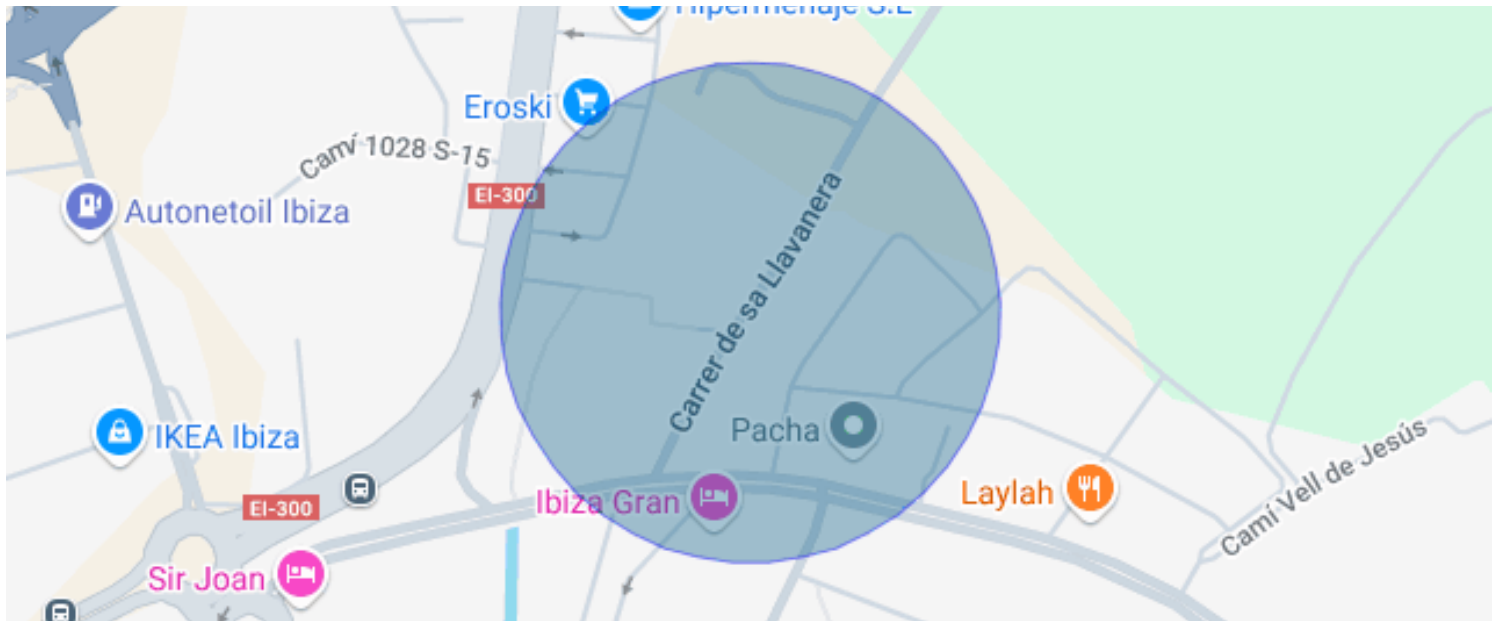 Hipermenaje S.L
Eroski
Camí 1028 S-15
EI-300
Autonetoil Ibiza
Carrer de sa Llavanera
Pacha
IKEA Ibiza
Ibiza Gran
Laylah
EI-300
Camí Vell de Jesús
Sir Joan